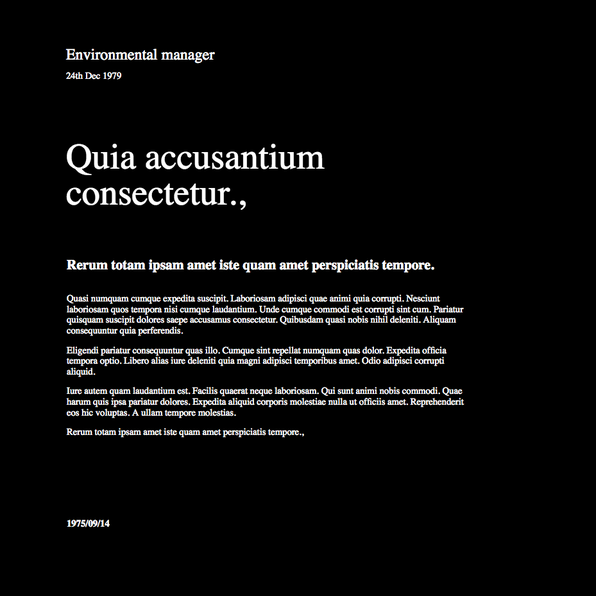 Environmental manager
24th Dec 1979
Quia accusantium
consectetur.,
Rerum totam ipsam amet iste quam amet perspiciatis tempore.
Quasi numquam cumque expedita suscipit. Laboriosam adipisci quae animi quia corrupti. Nesciunt
laboriosam quos tempora nisi cumque laudantium. Unde cumque commodi est corrupti sint cum. Pariatur
quisquam suscipit dolores saepe accusamus consectetur. Quibusdam quasi nobis nihil deleniti. Aliquam
consequuntur quia perferendis.
Eligendi pariatur consequuntur quas illo. Cumque sint repellat numquam quas dolor. Expedita officia
tempora optio. Libero alias iure deleniti quia magni adipisci temporibus amet. Odio adipisci corrupti
aliquid.
Iure autem quam laudantium est. Facilis quaerat neque laboriosam. Qui sunt animi nobis commodi. Quae
harum quis ipsa pariatur dolores. Expedita aliquid corporis molestiae nulla ut officiis amet. Reprehenderit
eos hic voluptas. A ullam tempore molestias.
Rerum totam ipsam amet iste quam amet perspiciatis tempore.,
1975/09/14